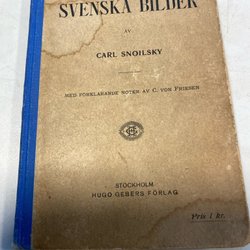 SVENSKA BILDER
AV
CARL SNOILSKY
MED FÖRKLARANDE NOTER AV C. VON FRIESEN
STOCKHOLM
HUGO GEBERS FÖRLAG
Pris 1 kr.